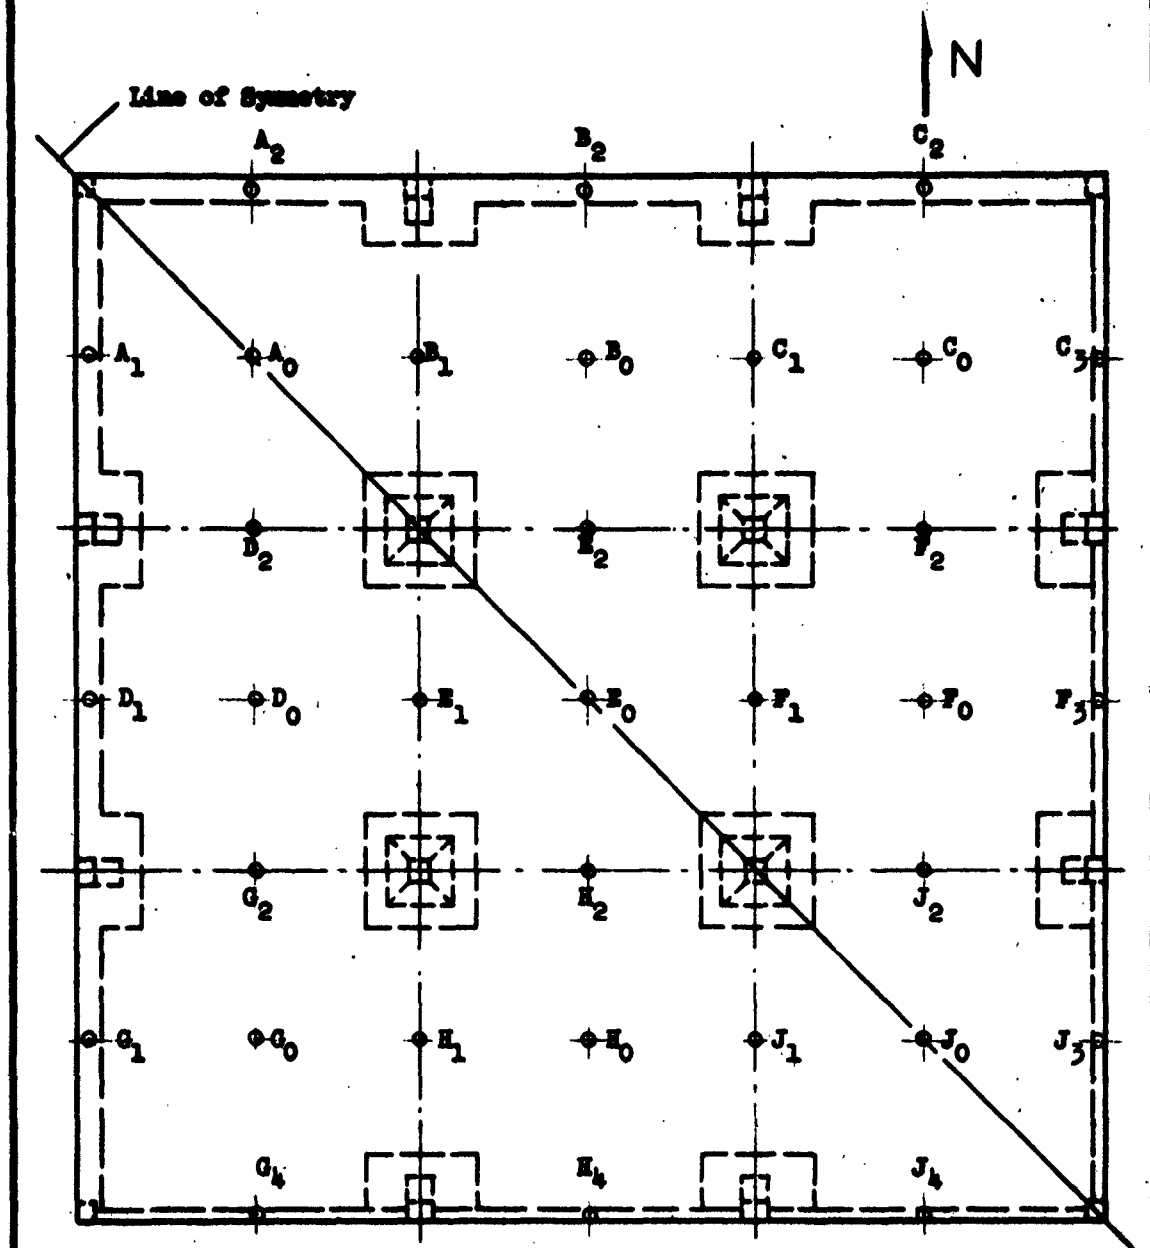 N
Line of Symmetry
A2 B2 C2
A1 A0 B1 B0 C1 C0 C3
D2 E2 F2
D1 D0 E1 E0 F1 F0 F3
G2 H2 J2
G1 G0 H1 H0 J1 J0 J3
G4 H4 J4